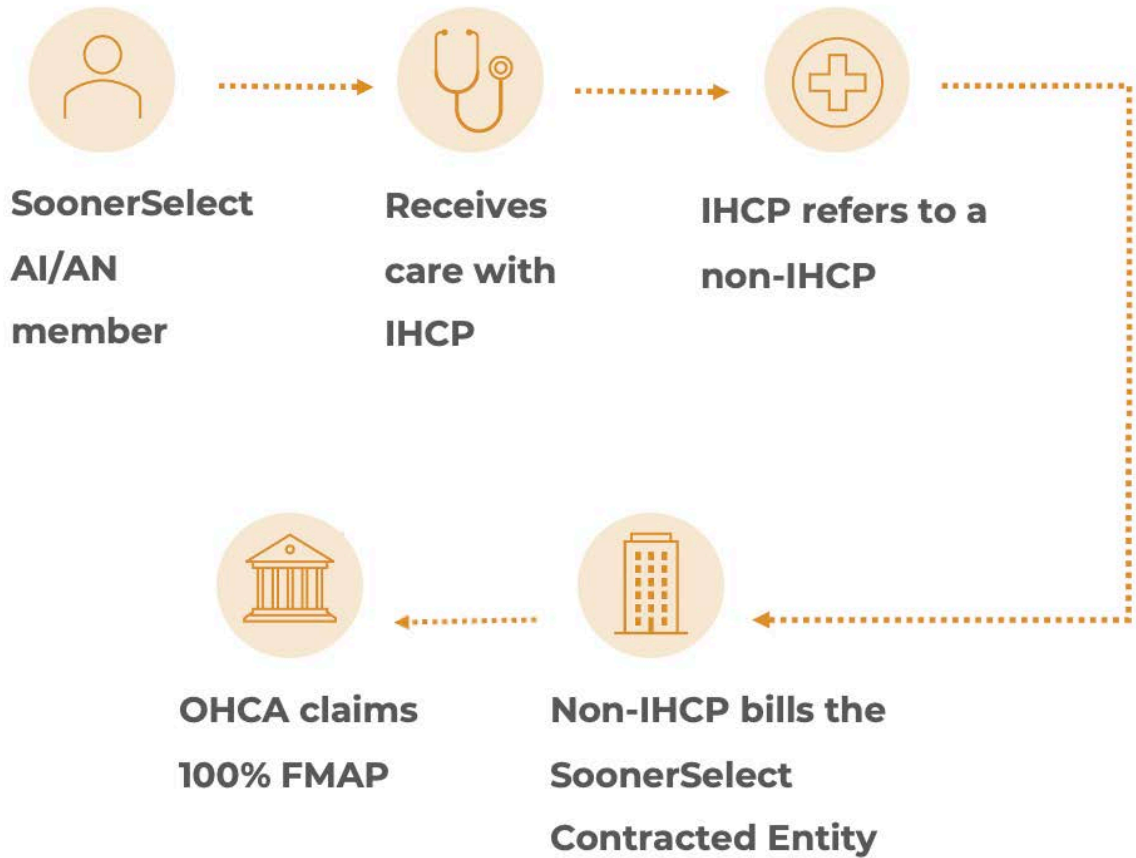 SoonerSelect
AI/AN
member
Receives
care with
IHCP
IHCP refers to a
non-IHCP
OHCA claims
100% FMAP
Non-IHCP bills the
SoonerSelect
Contracted Entity